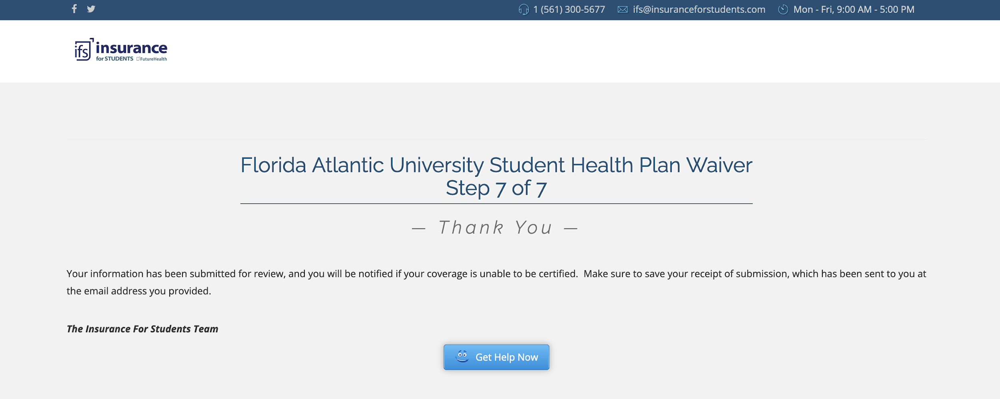 1 (561) 300-5677 ifs@insuranceforstudents.com Mon - Fri, 9:00 AM - 5:00 PM
ifs insurance
for STUDENTS FutureHealth
Florida Atlantic University Student Health Plan Waiver
Step 7 of 7
— Thank You —
Your information has been submitted for review, and you will be notified if your coverage is unable to be certified.  Make sure to save your receipt of submission, which has been sent to you at
the email address you provided.
The Insurance For Students Team
Get Help Now